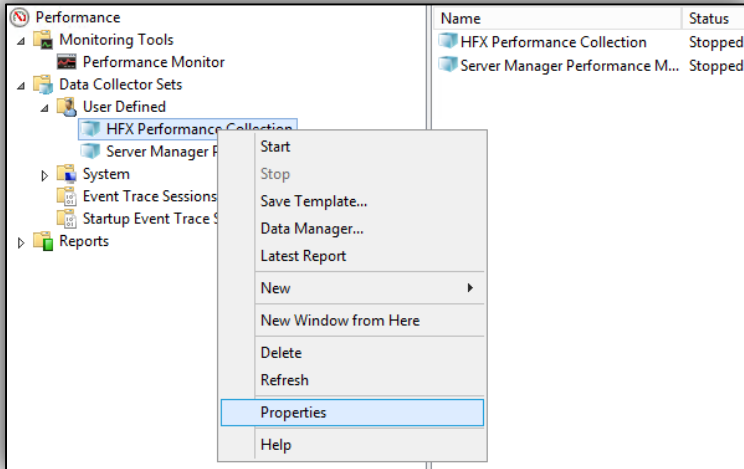 Performance
Monitoring Tools
Performance Monitor
Data Collector Sets
User Defined
HFX Performance Collection
Server Manager P
System
Event Trace Sessions
Startup Event Trace S
Reports
Start
Stop
Save Template...
Data Manager...
Latest Report
New
New Window from Here
Delete
Refresh
Properties
Help
Name Status
HFX Performance Collection Stopped
Server Manager Performance M... Stopped